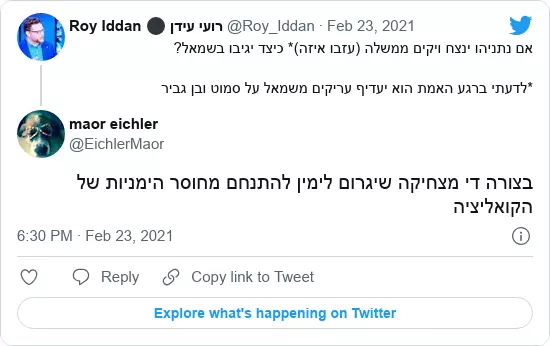 Roy Iddan ⚫ רועי עידן @Roy_Iddan · Feb 23, 2021
אם נתניהו ינצח ויקים ממשלה (עזבו איזה)* כיצד יגיבו בשמאל?
*לדעתי ברגע האמת הוא יעדיף עריקים משמאל על סמוט ובן גביר
maor eichler
@EichlerMaor
בצורה די מצחיקה שיגרום לימין להתנחם מחוסר הימניות של
הקואליציה
6:30 PM · Feb 23, 2021
Reply
Copy link to Tweet
Explore what's happening on Twitter